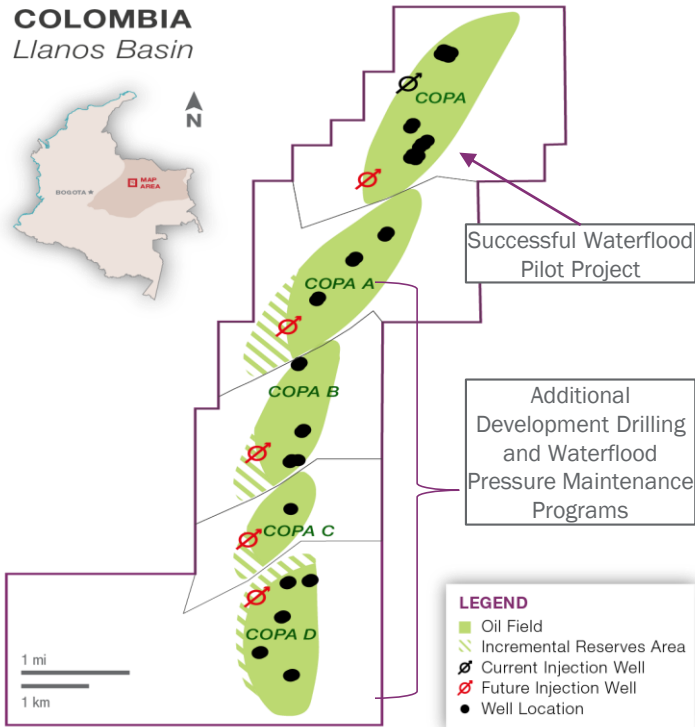 COLOMBIA
Llanos Basin
N
BOGOTA
MAP
AREA
COPA
Successful Waterflood
Pilot Project
COPA A
COPA B
Additional
Development Drilling
and Waterflood
Pressure Maintenance
Programs
COPA C
COPA D
1 mi
1 km
LEGEND
Oil Field
Incremental Reserves Area
Current Injection Well
Future Injection Well
Well Location